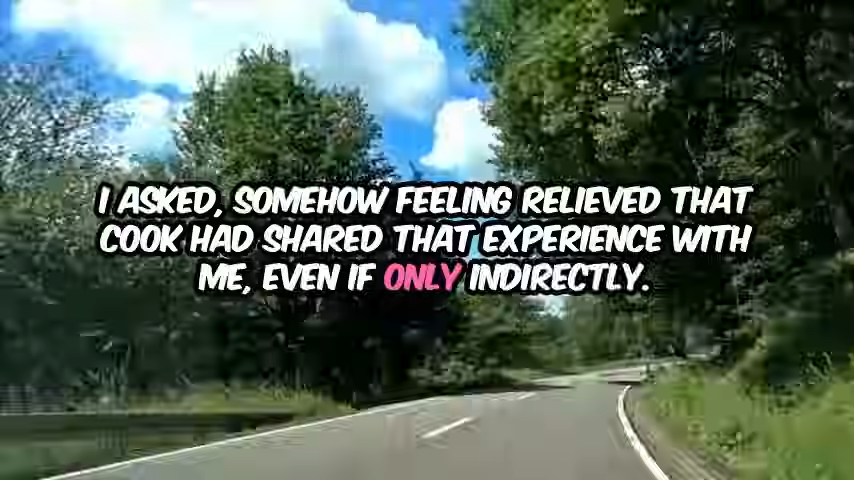 I ASKED, SOMEHOW FEELING RELIEVED THAT
COOK HAD SHARED THAT EXPERIENCE WITH
ME, EVEN IF ONLY INDIRECTLY.